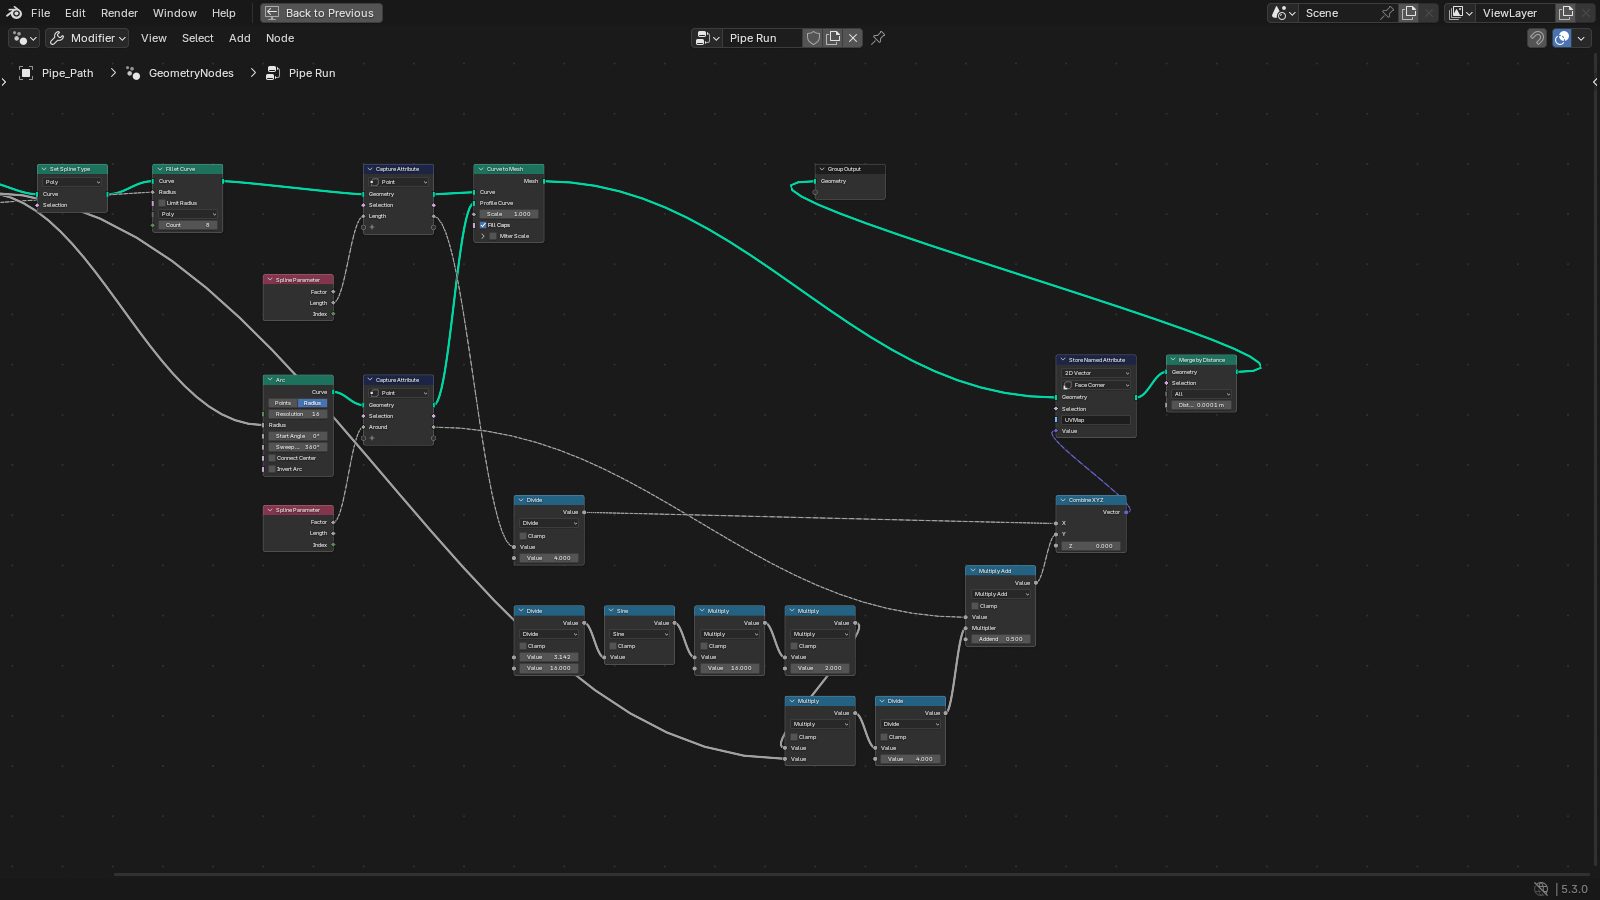 File Edit Render Window Help Back to Previous Scene ViewLayer
Modifier View Select Add Node Pipe Run
Pipe_Path GeometryNodes Pipe Run
Set Spline Type
Poly
Curve
Selection
Fillet Curve
Curve
Radius
Limit Radius
Poly
Count 8
Capture Attribute
Point
Geometry
Selection
Length
Curve to Mesh
Mesh
Curve
Profile Curve
Scale 1.000
Fill Caps
Miter Scale
Group Output
Geometry
Spline Parameter
Factor
Length
Index
Store Named Attribute
2D Vector
Face Corner
Geometry
Selection
UVMap
Value
Merge by Distance
Geometry
Selection
All
Dist... 0.0001 m
Arc
Curve
Points Radius
Resolution 16
Radius
Start Angle 0°
Sweep... 360°
Connect Center
Invert Arc
Capture Attribute
Point
Geometry
Selection
Around
Spline Parameter
Factor
Length
Index
Divide
Value
Divide
Clamp
Value
Value 4.000
Combine XYZ
Vector
X
Y
Z 0.000
Multiply Add
Value
Multiply Add
Clamp
Value
Multiplier
Addend 0.500
Divide
Value
Divide
Clamp
Value 3.142
Value 16.000
Sine
Value
Sine
Clamp
Value
Multiply
Value
Multiply
Clamp
Value
Value 16.000
Multiply
Value
Multiply
Clamp
Value
Value 2.000
Multiply
Value
Multiply
Clamp
Value
Value
Divide
Value
Divide
Clamp
Value
Value 4.000
5.3.0